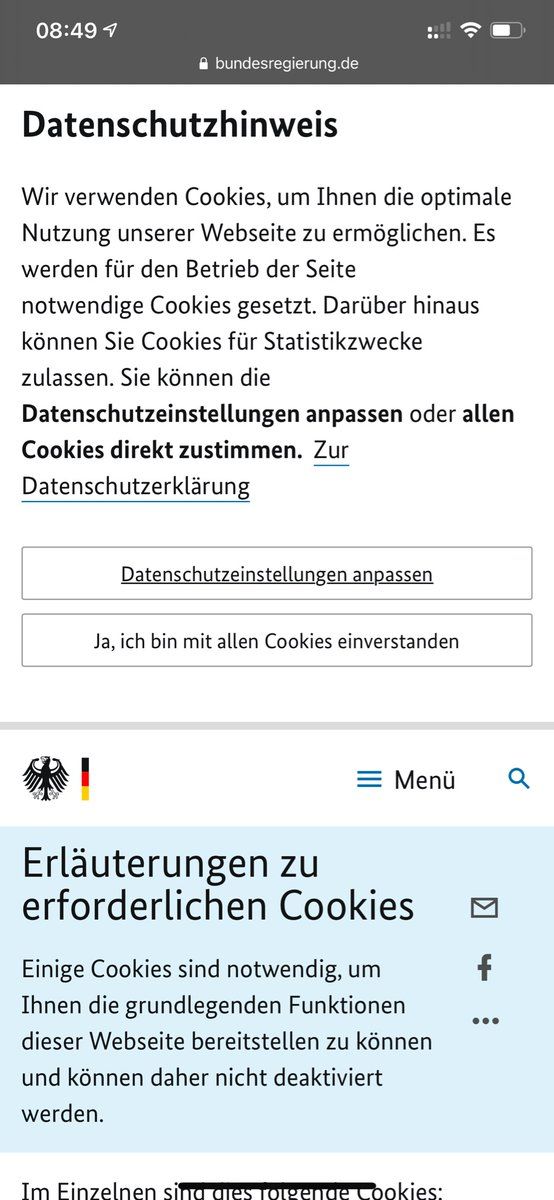 08:49
bundesregierung.de
Datenschutzhinweis
Wir verwenden Cookies, um Ihnen die optimale
Nutzung unserer Webseite zu ermöglichen. Es
werden für den Betrieb der Seite
notwendige Cookies gesetzt. Darüber hinaus
können Sie Cookies für Statistikzwecke
zulassen. Sie können die
Datenschutzeinstellungen anpassen oder allen
Cookies direkt zustimmen. Zur
Datenschutzerklärung
Datenschutzeinstellungen anpassen
Ja, ich bin mit allen Cookies einverstanden
Menü
Erläuterungen zu
erforderlichen Cookies
Einige Cookies sind notwendig, um
Ihnen die grundlegenden Funktionen
dieser Webseite bereitstellen zu können
und können daher nicht deaktiviert
werden.
Im Einzelnen sind dies folgende Cookies: